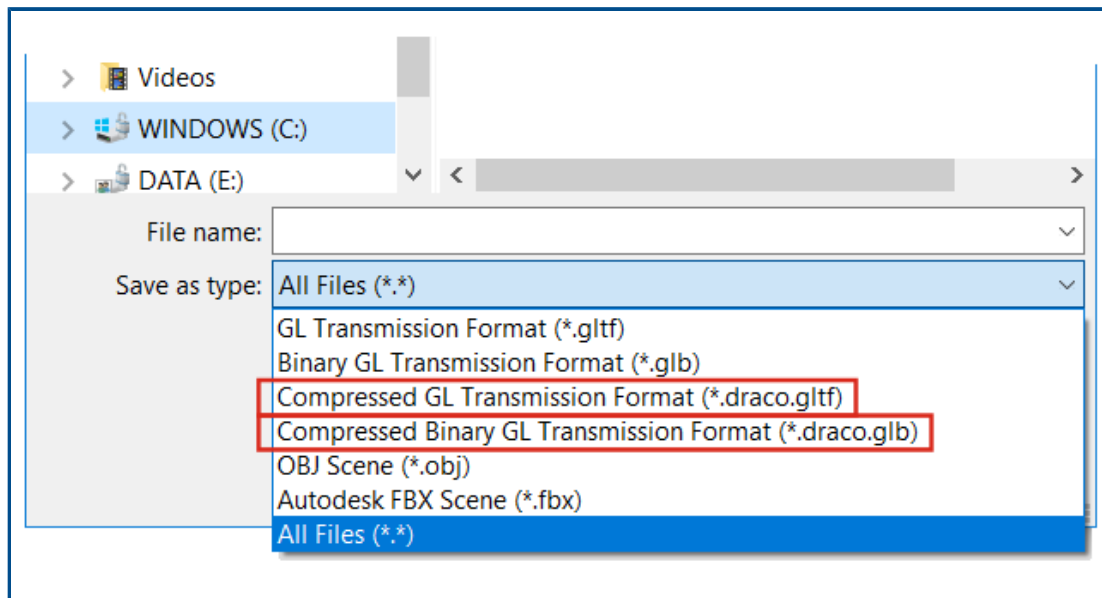 Videos
WINDOWS (C:)
DATA (E:)
File name:
Save as type: All Files (*.*)
GL Transmission Format (*.gltf)
Binary GL Transmission Format (*.glb)
Compressed GL Transmission Format (*.draco.gltf)
Compressed Binary GL Transmission Format (*.draco.glb)
OBJ Scene (*.obj)
Autodesk FBX Scene (*.fbx)
All Files (*.*)